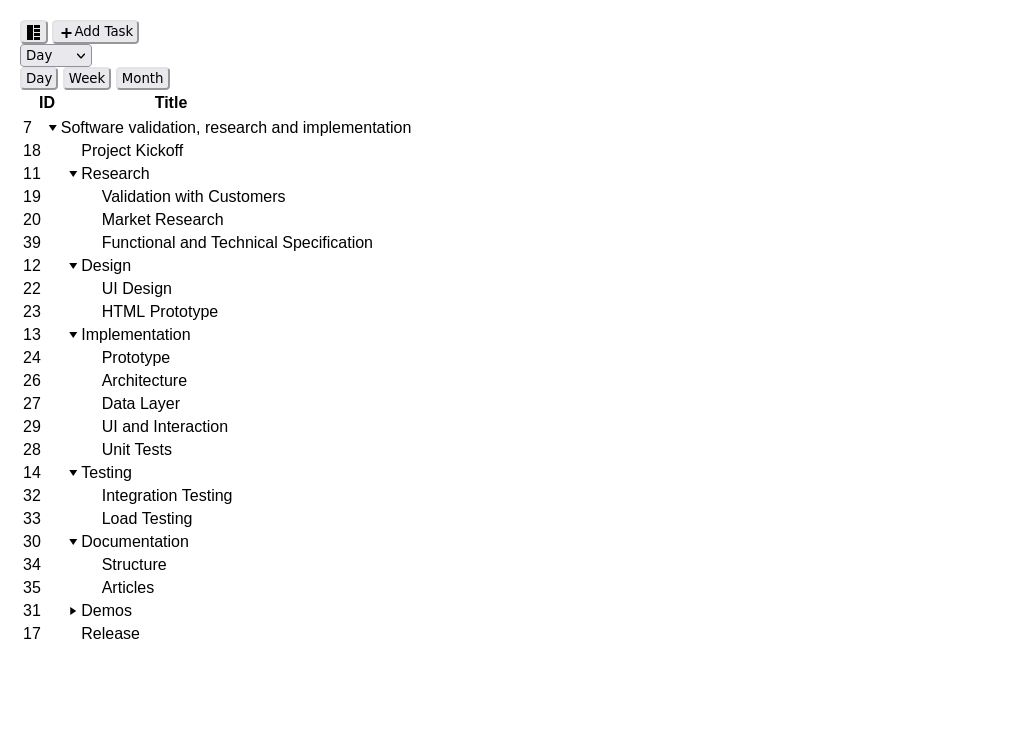 Add Task
Day
Day Week Month
ID Title
7 Software validation, research and implementation
18 Project Kickoff
11 Research
19 Validation with Customers
20 Market Research
39 Functional and Technical Specification
12 Design
22 UI Design
23 HTML Prototype
13 Implementation
24 Prototype
26 Architecture
27 Data Layer
29 UI and Interaction
28 Unit Tests
14 Testing
32 Integration Testing
33 Load Testing
30 Documentation
34 Structure
35 Articles
31 Demos
17 Release